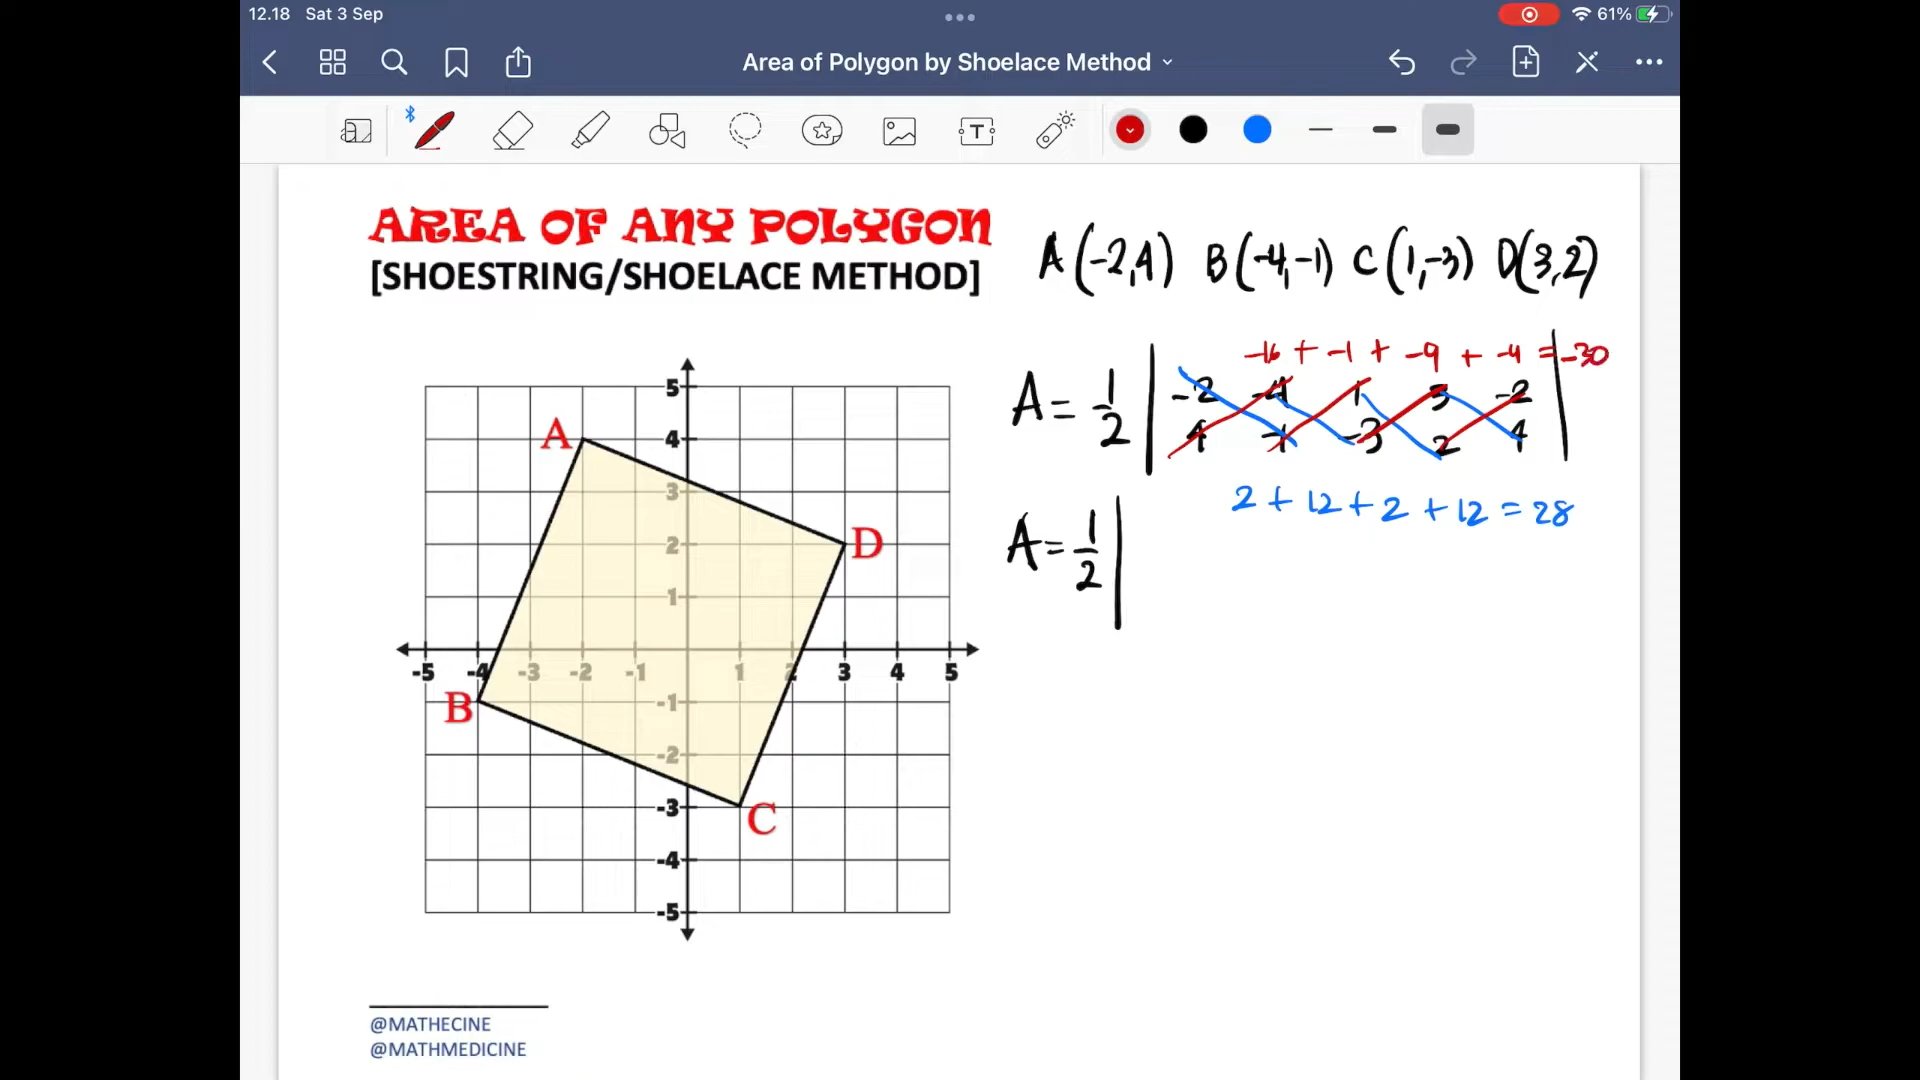 12.18 Sat 3 Sep
61%
Area of Polygon by Shoelace Method
T
AREA OF ANY POLYGON
[SHOESTRING/SHOELACE METHOD]
A(-2,4) B(-4,-1) C(1,-3) D(3,2)
-16 + -1 + -9 + -4 = -30
A = 1/2 | -2 -4 1 3 -2 |
4 -1 -3 2 4
2 + 12 + 2 + 12 = 28
A = 1/2 |
5
A 4
3
2 D
1
-5 -4 -3 -2 -1 1 2 3 4 5
B -1
-2
-3 C
-4
-5
@MATHECINE
@MATHMEDICINE